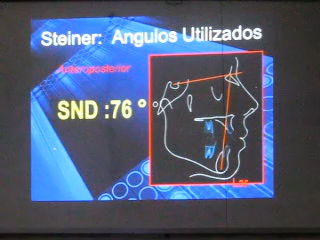 Steiner: Angulos Utilizados
Anteroposterior
SND :76 °